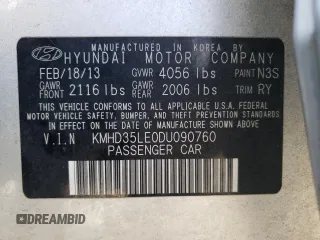 MANUFACTURED IN KOREA BY
HYUNDAI MOTOR COMPANY
FEB/18/13 GVWR 4056 lbs PAINT N3S
GAWR FRONT 2116 lbs GAWR REAR 2006 lbs TRIM RY
THIS VEHICLE CONFORMS TO ALL APPLICABLE U.S.A. FEDERAL
MOTOR VEHICLE SAFETY, BUMPER, AND THEFT PREVENTION
STANDARDS IN EFFECT ON THE DATE OF MANUFACTURE SHOWN ABOVE.
V.I.N KMHD35LE0DU090760
PASSENGER CAR
DREAMBID